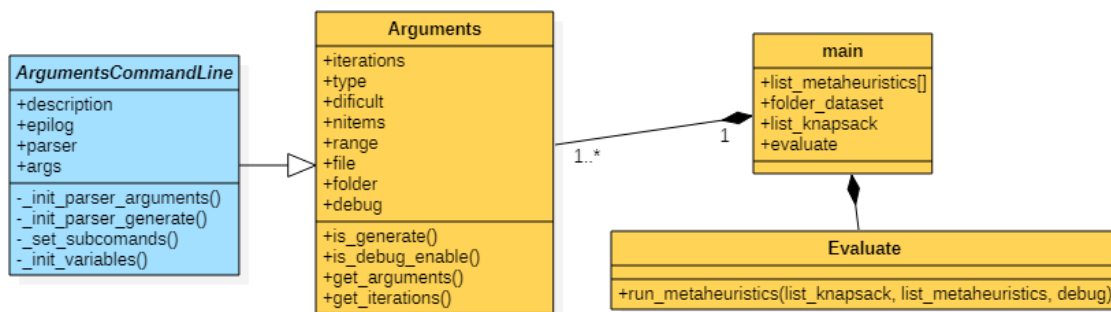 ArgumentsCommandLine
+description
+epilog
+parser
+args
-_init_parser_arguments()
-_init_parser_generate()
-_set_subcomands()
-_init_variables()
Arguments
+iterations
+type
+dificult
+nitems
+range
+file
+folder
+debug
+is_generate()
+is_debug_enable()
+get_arguments()
+get_iterations()
1..*
1
main
+list_metaheuristics[]
+folder_dataset
+list_knapsack
+evaluate
Evaluate
+run_metaheuristics(list_knapsack, list_metaheuristics, debug)